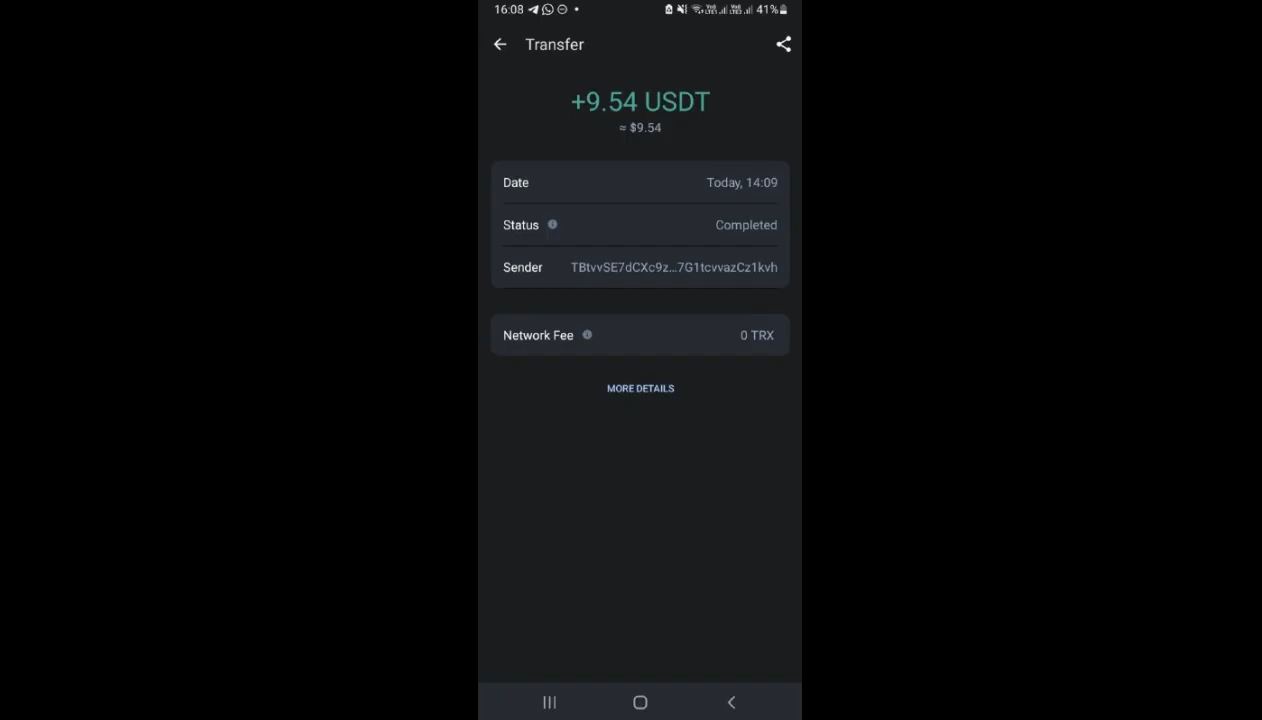 16:08 41%
Transfer
+9.54 USDT
≈ $9.54
Date Today, 14:09
Status Completed
Sender TBtvvSE7dCXc9z...7G1tcvvazCz1kvh
Network Fee 0 TRX
MORE DETAILS